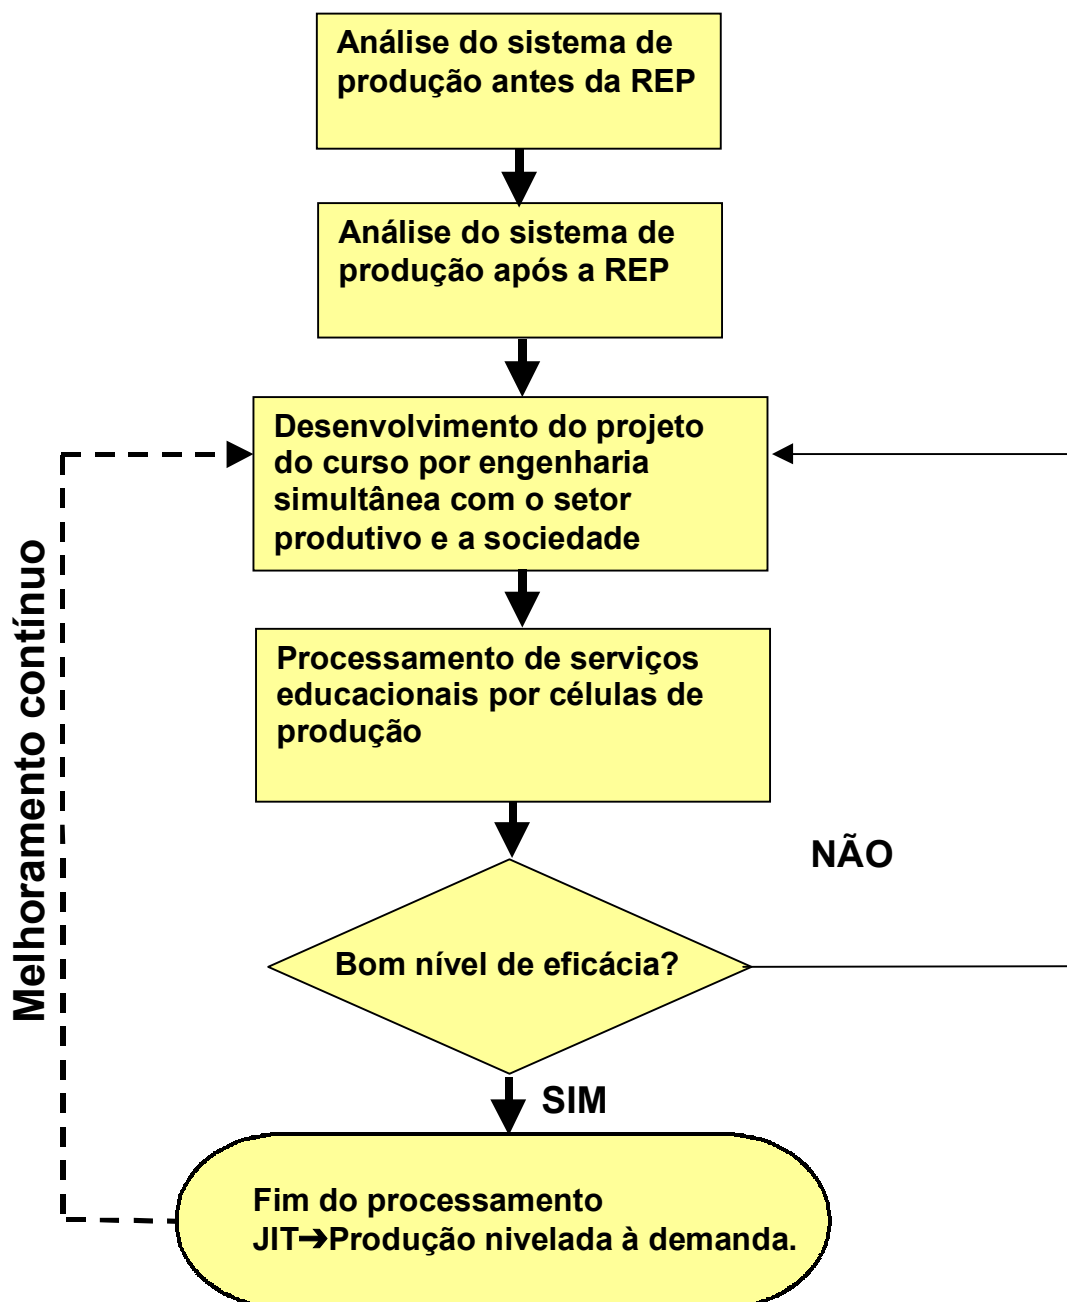 Análise do sistema de
produção antes da REP
Análise do sistema de
produção após a REP
Desenvolvimento do projeto
do curso por engenharia
simultânea com o setor
produtivo e a sociedade
Processamento de serviços
educacionais por células de
produção
Melhoramento contínuo
NÃO
Bom nível de eficácia?
SIM
Fim do processamento
JIT➔Produção nivelada à demanda.